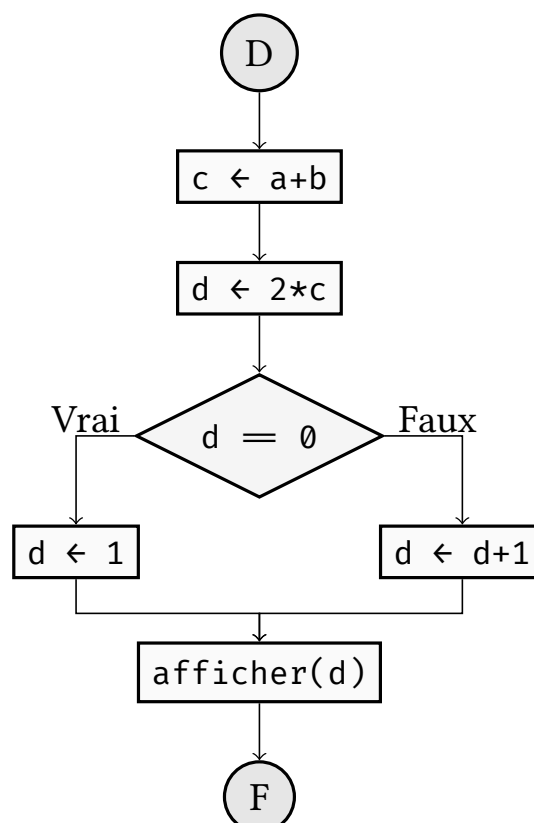 D
c ← a+b
d ← 2*c
Vrai
d == 0
Faux
d ← 1
d ← d+1
afficher(d)
F